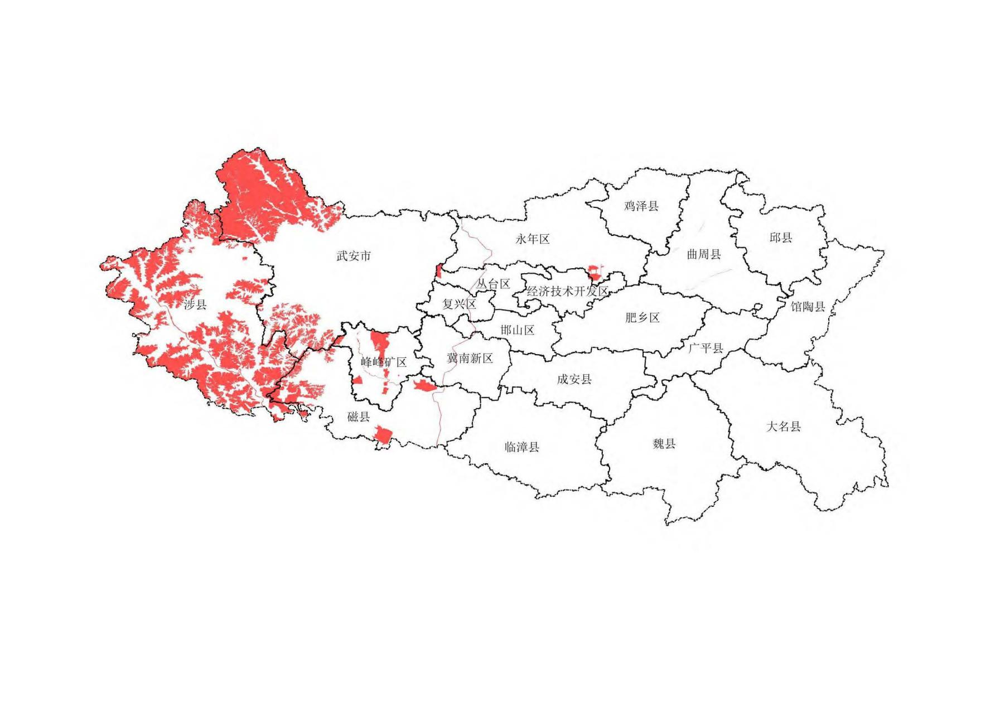 鸡泽县
永年区
邱县
武安市
曲周县
丛台区
经济技术开发区
涉县
复兴区
馆陶县
肥乡区
邯山区
广平县
峰峰矿区
冀南新区
成安县
磁县
大名县
临漳县
魏县